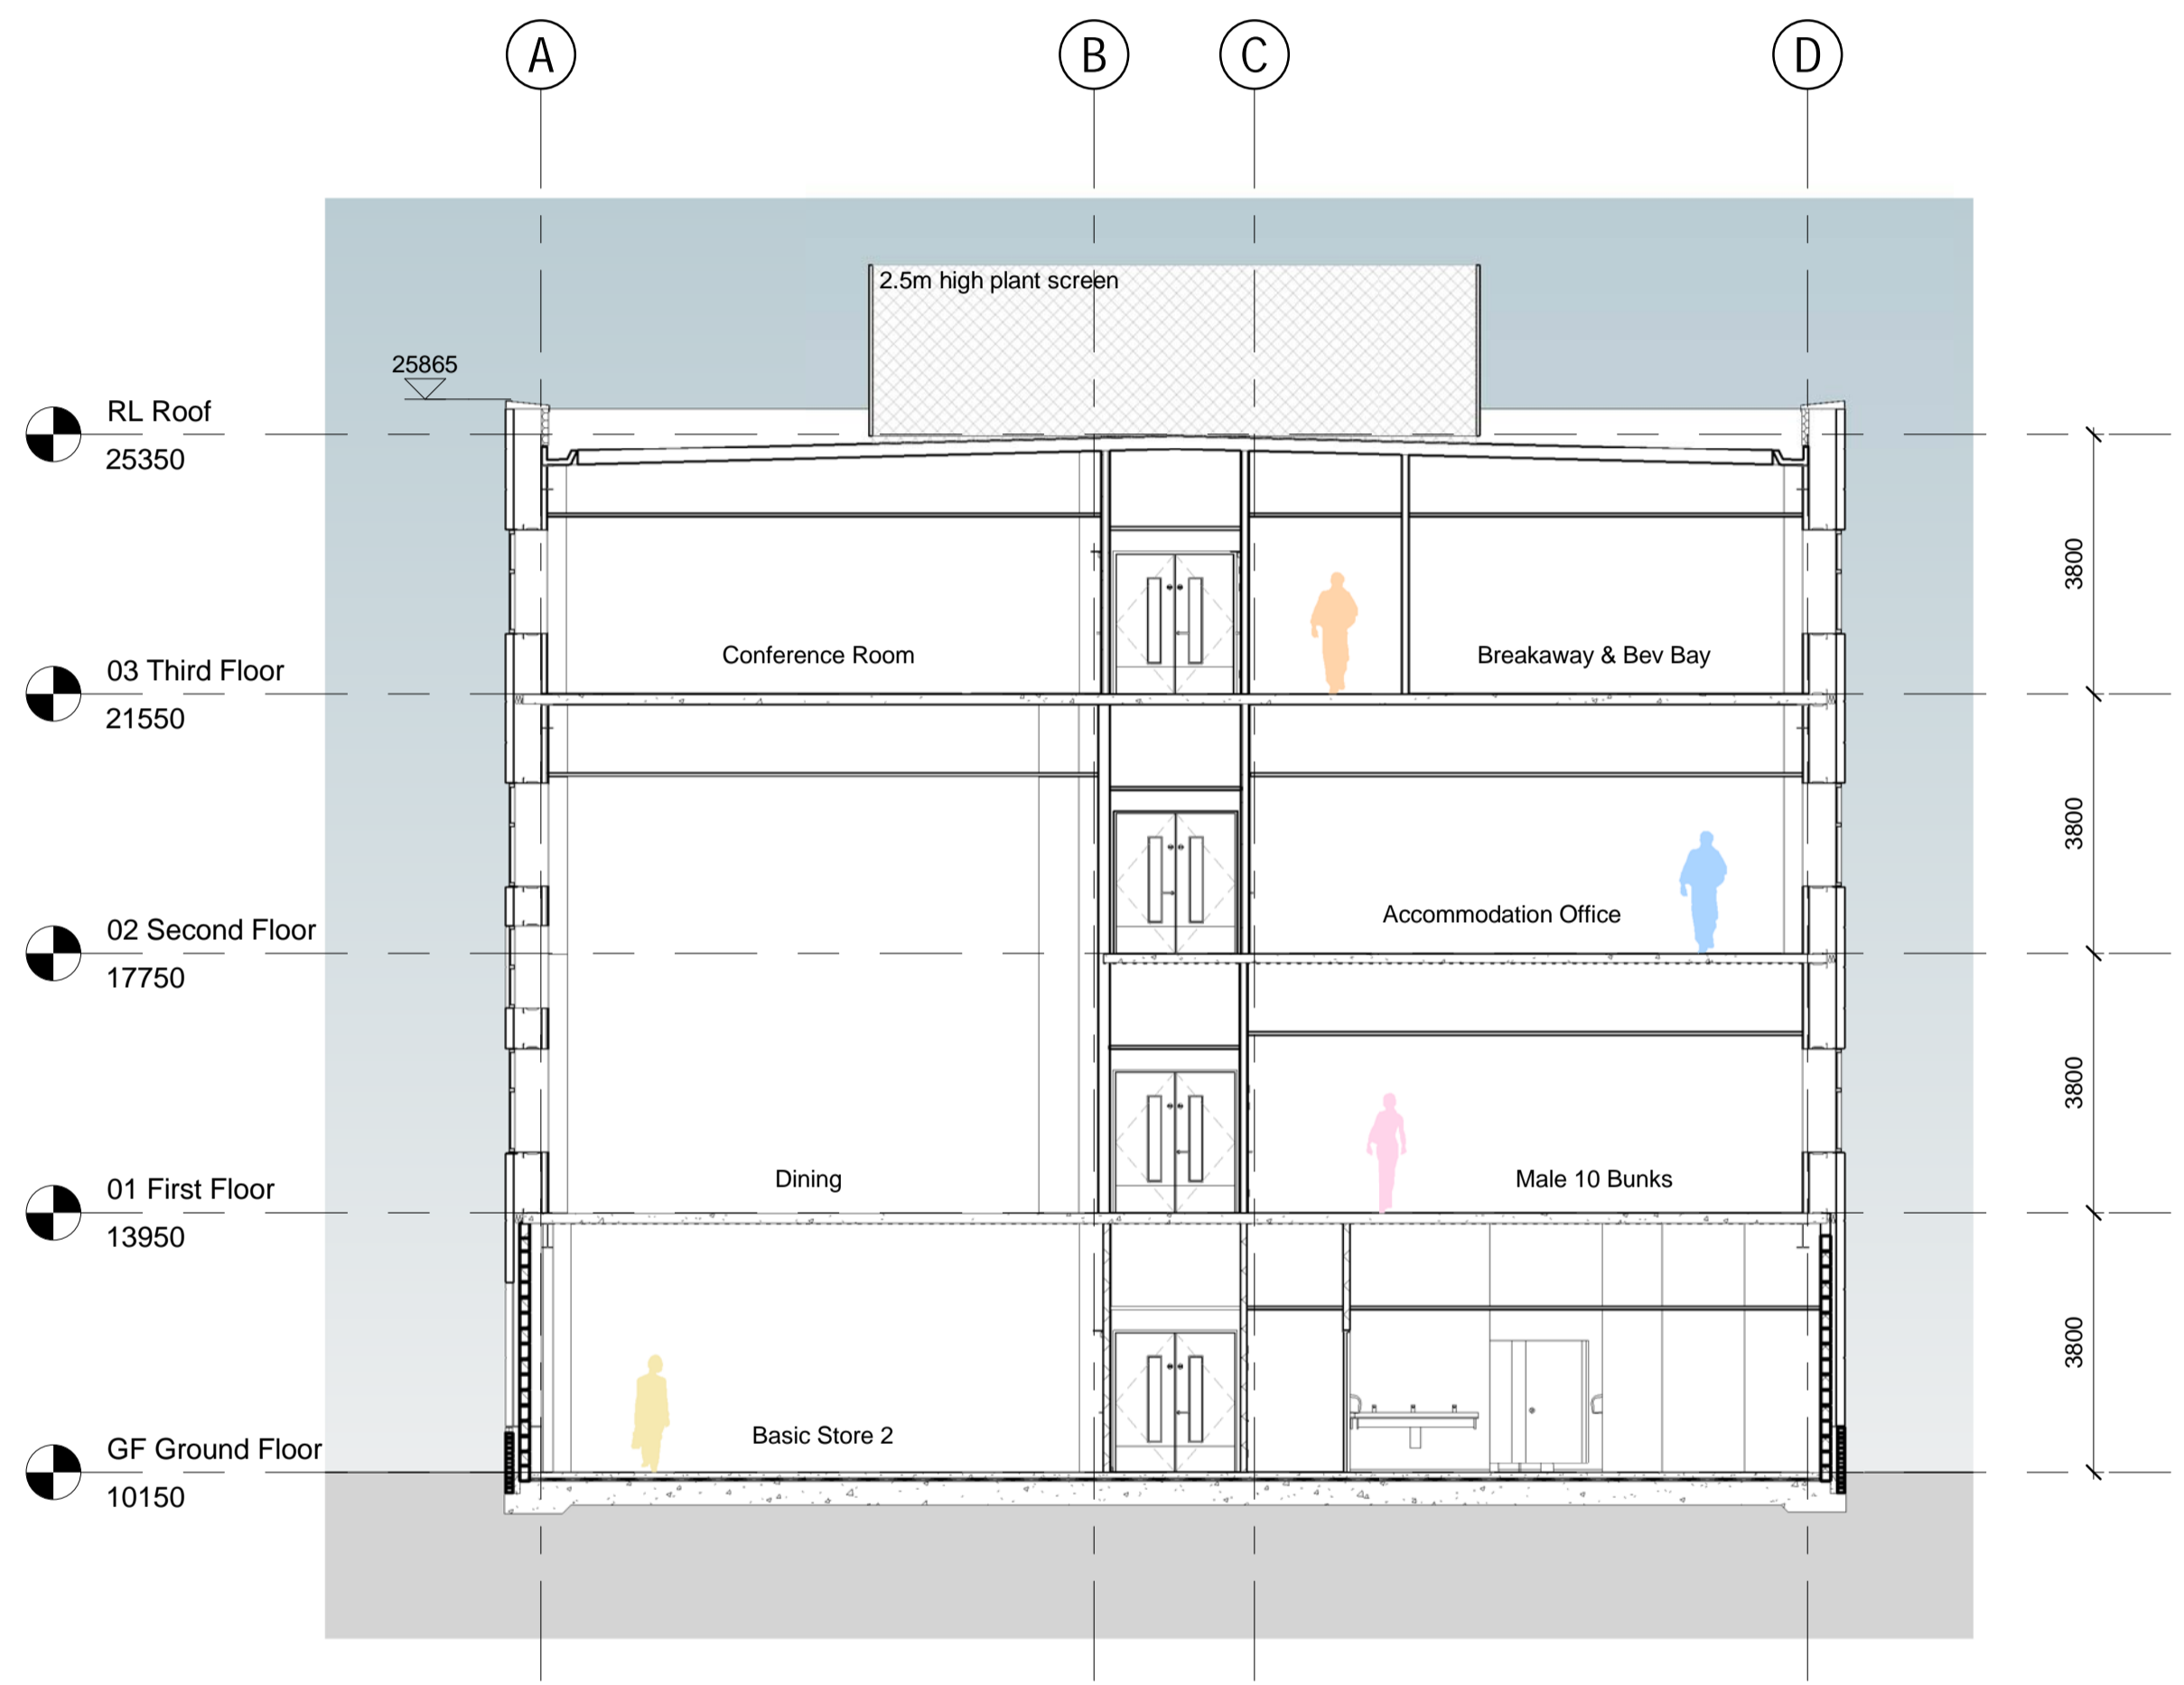 A B C D
2.5m high plant screen
25865
RL Roof
25350
3800
Conference Room
Breakaway & Bev Bay
03 Third Floor
21550
3800
Accommodation Office
02 Second Floor
17750
3800
Dining
Male 10 Bunks
01 First Floor
13950
3800
Basic Store 2
GF Ground Floor
10150